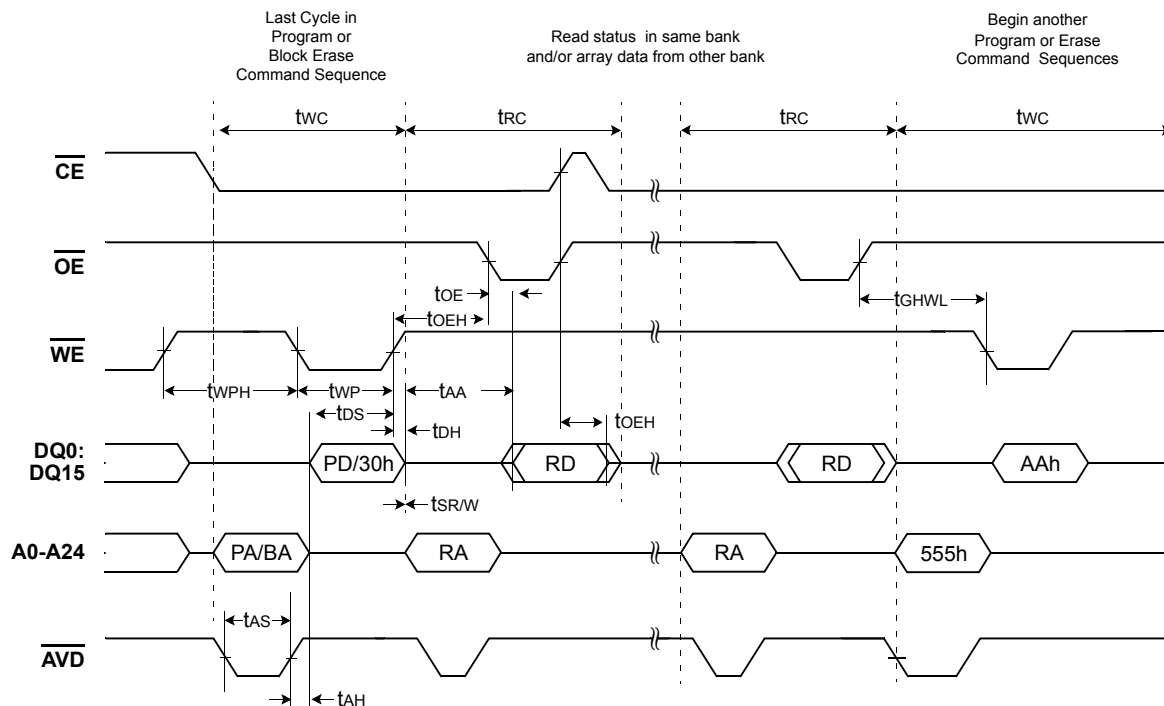 Last Cycle in
Program or
Block Erase
Command Sequence
Read status in same bank
and/or array data from other bank
Begin another
Program or Erase
Command Sequences
tWC
tRC
tRC
tWC
CE
OE
tOE
tOEH
tGHWL
WE
tWPH
tWP
tAA
tDS
tDH
tOEH
DQ0:
DQ15
PD/30h
RD
RD
AAh
tSR/W
A0-A24
PA/BA
RA
RA
555h
tAS
AVD
tAH